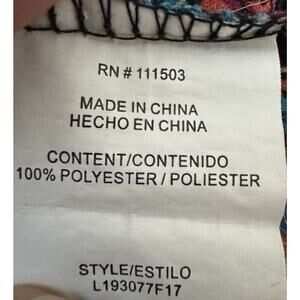 RN # 111503
MADE IN CHINA
HECHO EN CHINA
CONTENT/CONTENIDO
100% POLYESTER / POLIESTER
STYLE/ESTILO
L193077F17